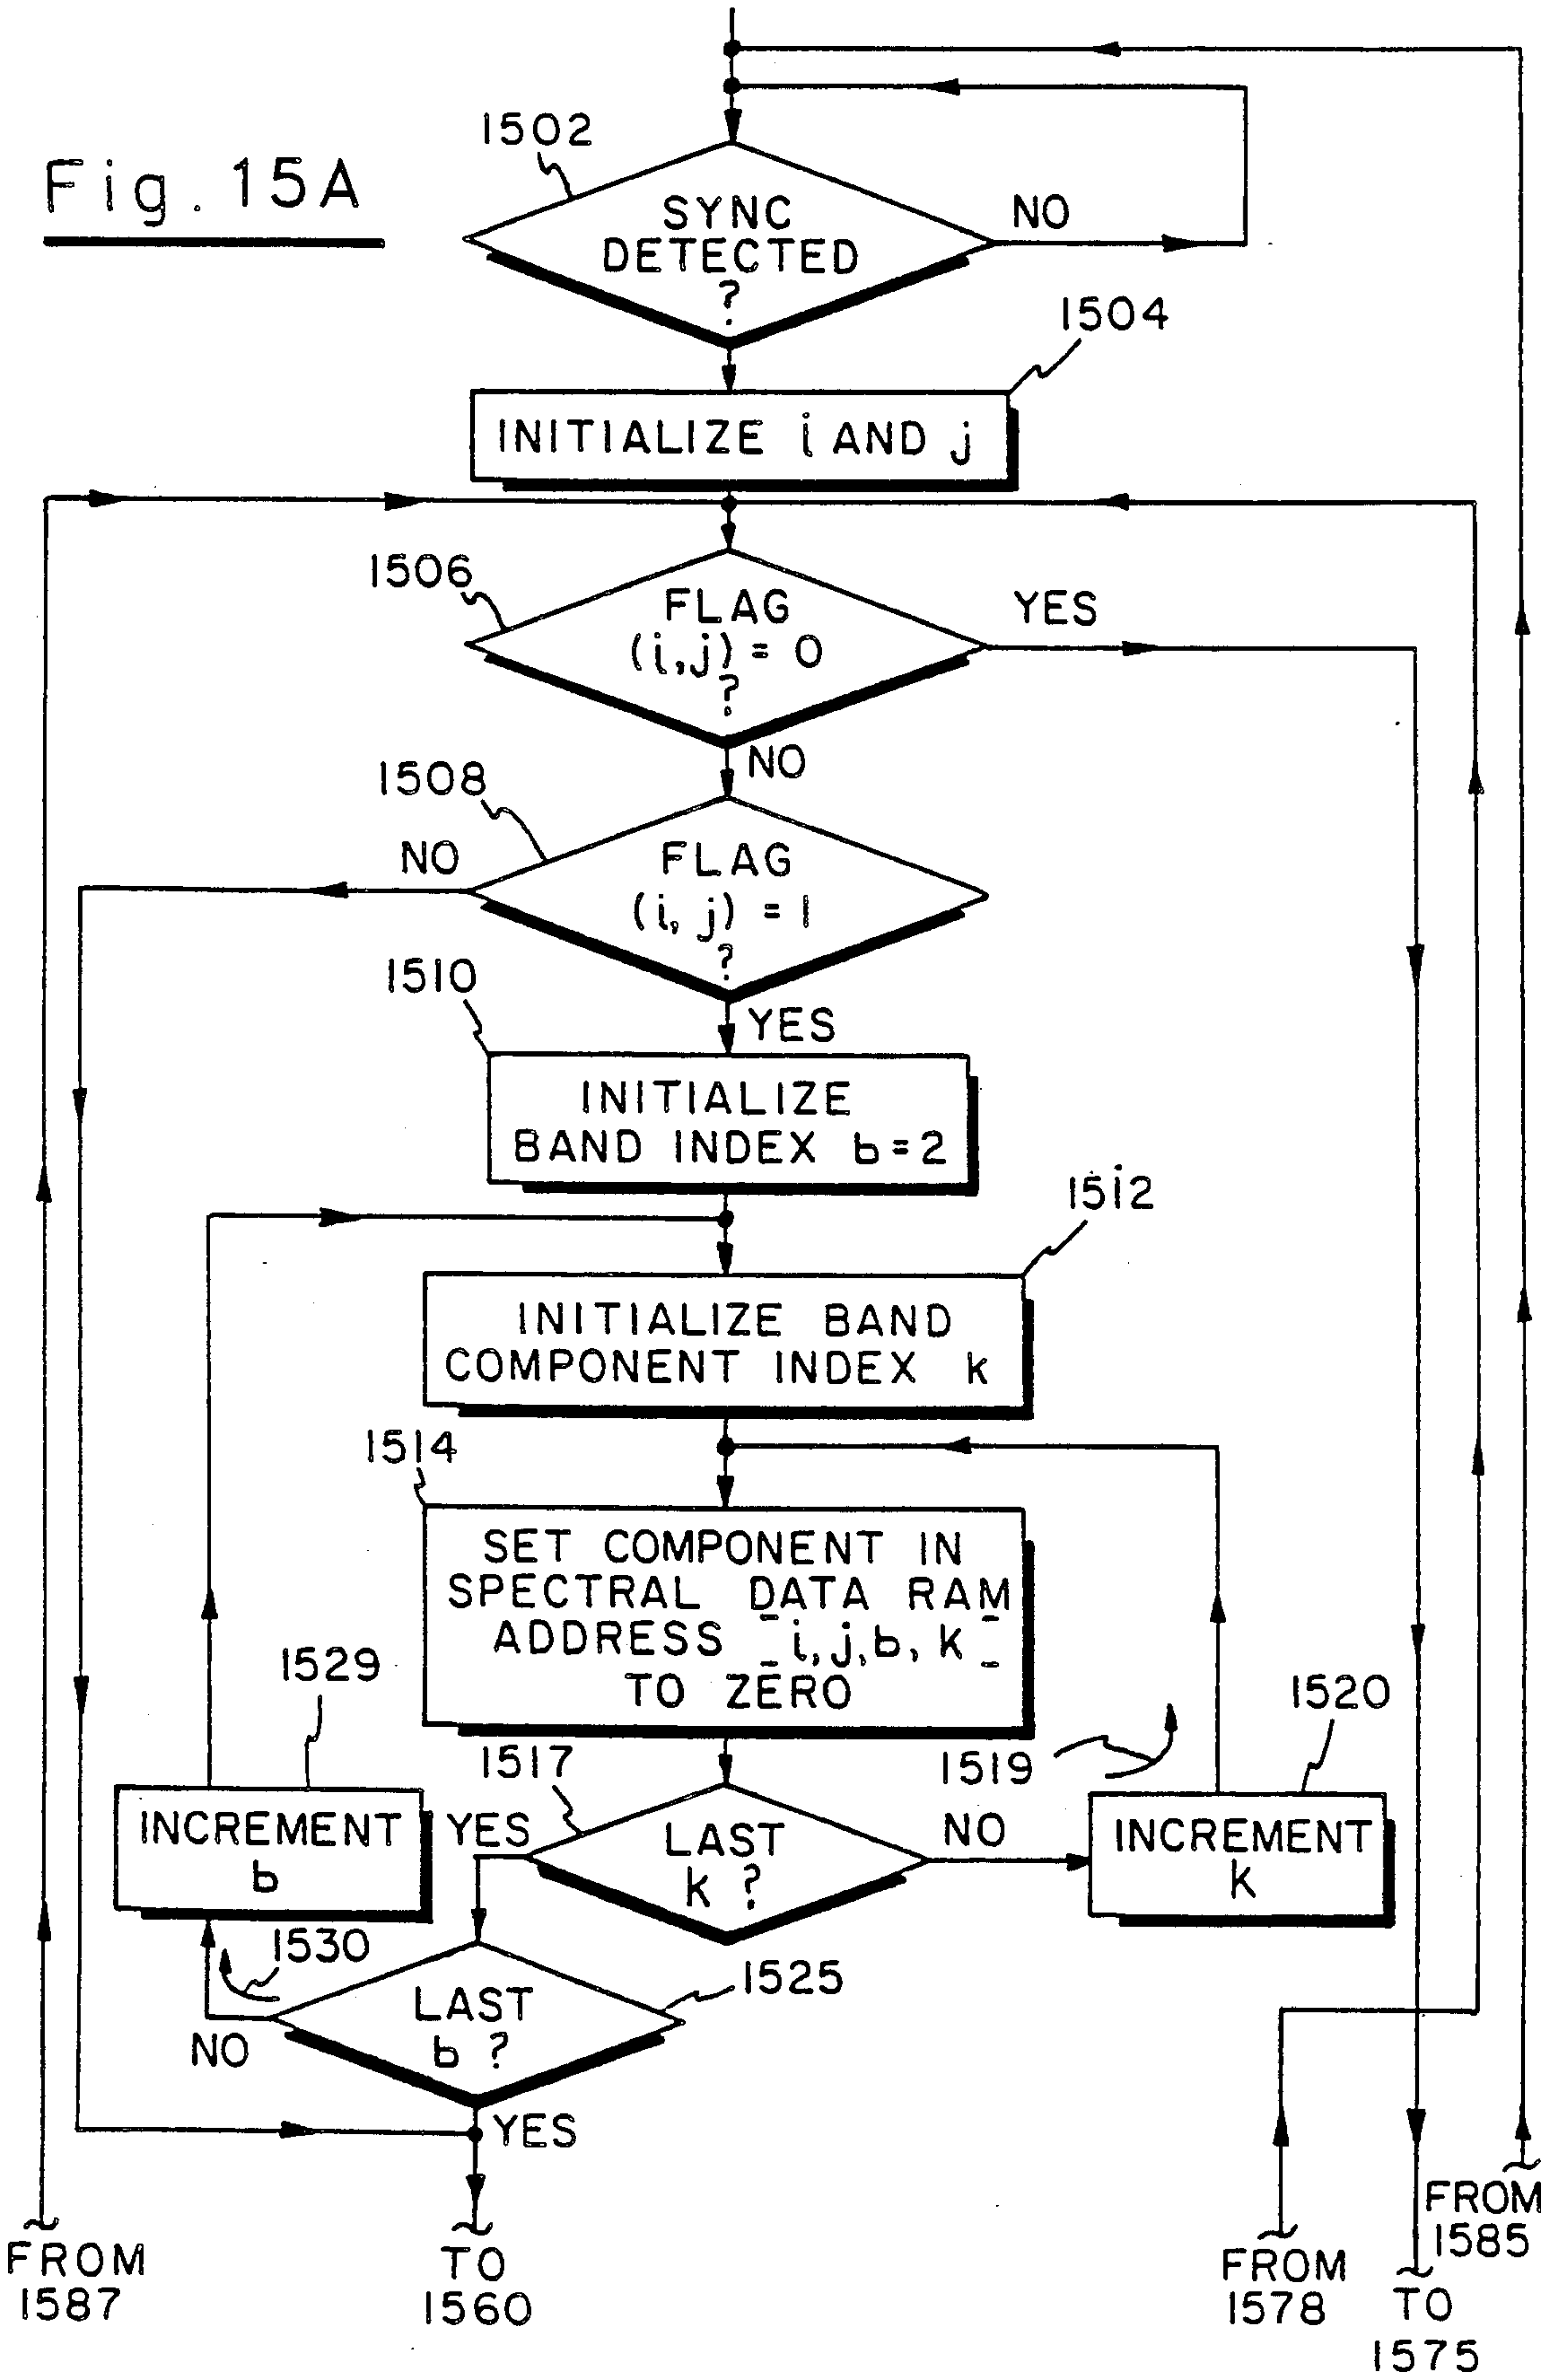 Fig. 15A
1502
SYNC
DETECTED
?
NO
1504
INITIALIZE i AND j
1506
FLAG
(i,j) = 0
?
YES
NO
1508
FLAG
(i, j) = 1
?
NO
YES
1510
INITIALIZE
BAND INDEX b=2
1512
INITIALIZE BAND
COMPONENT INDEX k
1514
SET COMPONENT IN
SPECTRAL DATA RAM
ADDRESS [i,j,b,k]
TO ZERO
1529
INCREMENT
b
1517
LAST
k ?
YES
NO
1519
1520
INCREMENT
k
1530
1525
LAST
b ?
NO
YES
FROM
1587
TO
1560
FROM
1578
TO
1575
FROM
1585